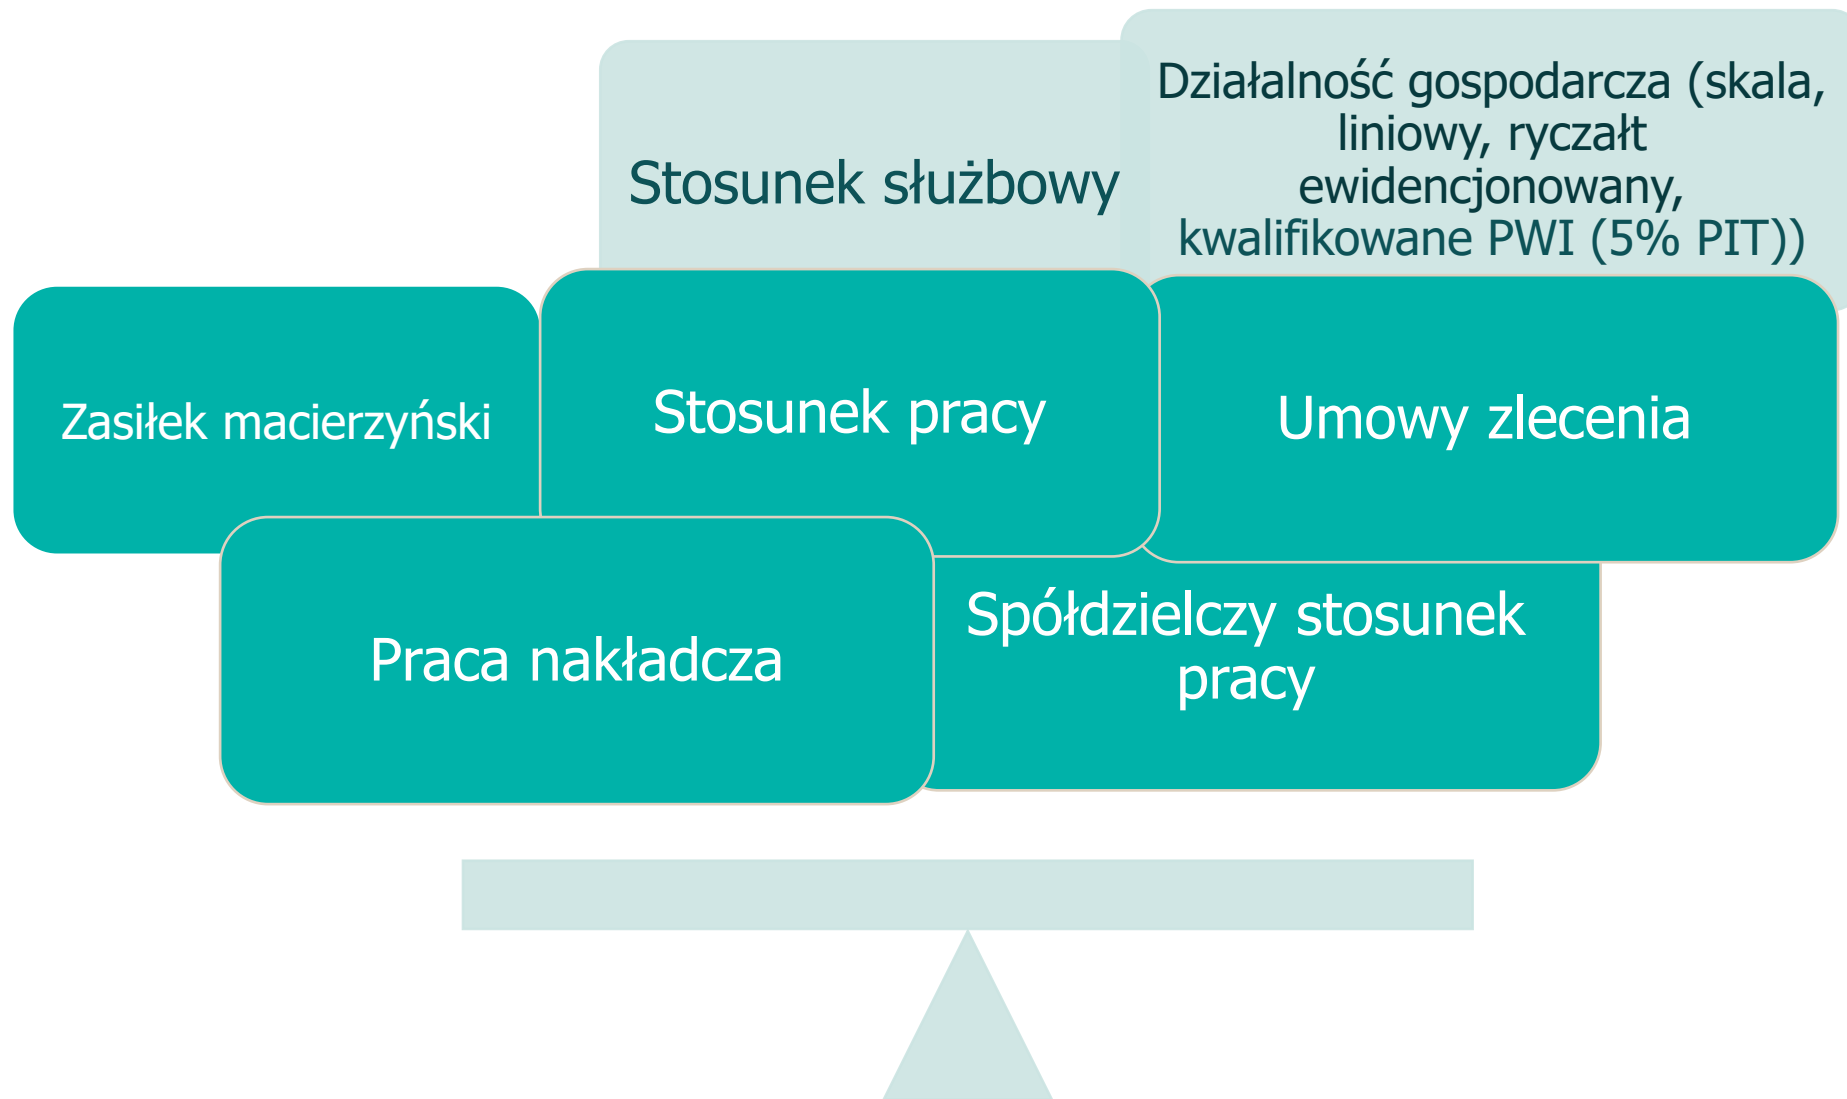 Stosunek służbowy
Działalność gospodarcza (skala,
liniowy, ryczałt
ewidencjonowany,
kwalifikowane PWI (5% PIT))
Zasiłek macierzyński
Stosunek pracy
Umowy zlecenia
Praca nakładcza
Spółdzielczy stosunek
pracy